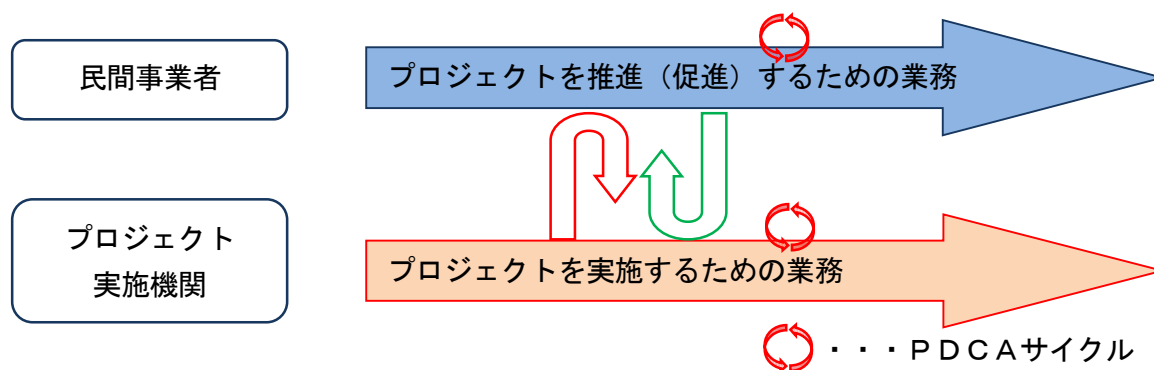 民間事業者
プロジェクトを推進（促進）するための業務
プロジェクト
実施機関
プロジェクトを実施するための業務
・・・ＰＤＣＡサイクル